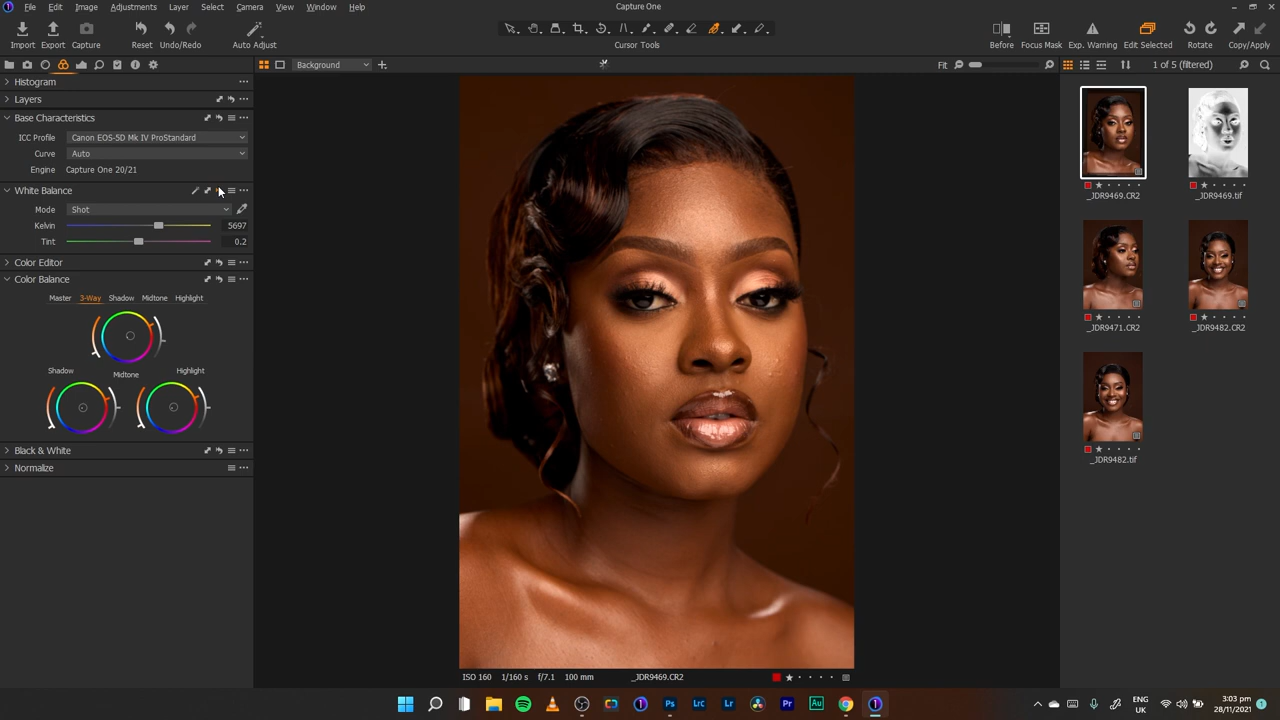 Capture One
File Edit Image Adjustments Layer Select Camera View Window Help
Import Export Capture Reset Undo/Redo Auto Adjust Cursor Tools Before Focus Mask Exp. Warning Edit Selected Rotate Copy/Apply
Background Fit 1 of 5 (filtered)
Histogram
Layers
Base Characteristics
ICC Profile Canon EOS-5D Mk IV ProStandard
Curve Auto
Engine Capture One 20/21
White Balance
Mode Shot
Kelvin 5697
Tint 0.2
Color Editor
Color Balance
Master 3-Way Shadow Midtone Highlight
Shadow Midtone Highlight
Black & White
Normalize
_JDR9469.CR2 _JDR9469.tif
_JDR9471.CR2 _JDR9482.CR2
_JDR9482.tif
ISO 160 1/160 s f/7.1 100 mm _JDR9469.CR2
Ps Lrc Lr Pr Au
ENG
UK
3:03 pm
28/11/2021